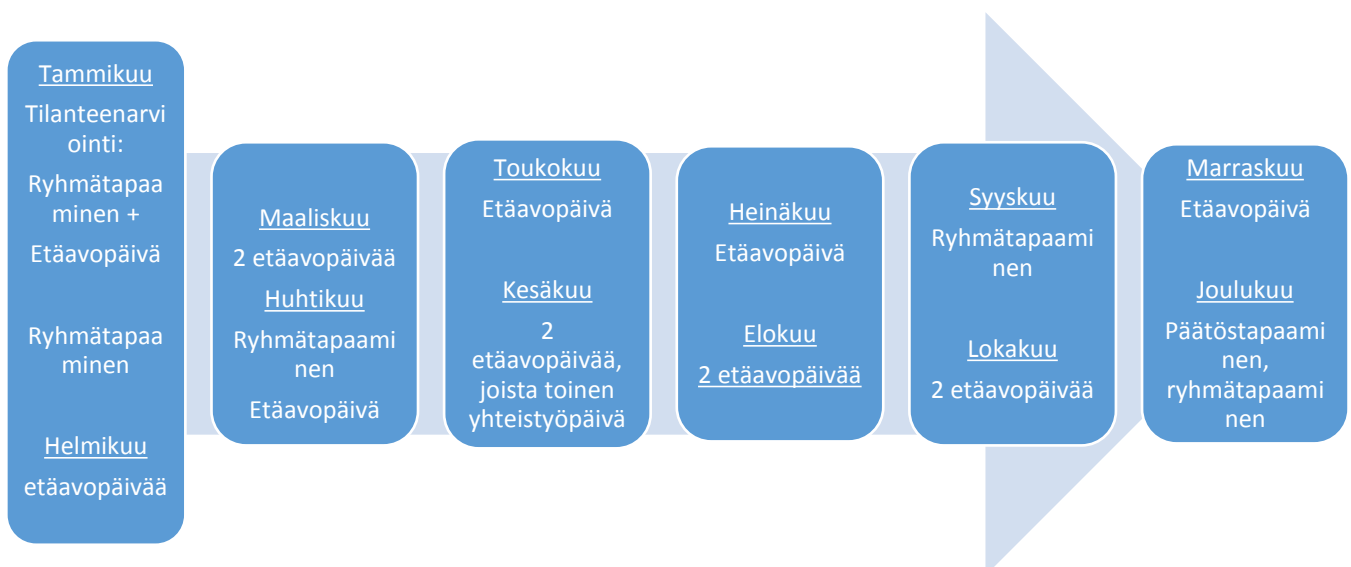 Tammikuu
Tilanteenarvi
ointi:
Ryhmätapaa
minen +
Etäavopäivä
Ryhmätapaa
minen
Helmikuu
etäavopäivää
Maaliskuu
2 etäavopäivää
Huhtikuu
Ryhmätapaami
nen
Etäavopäivä
Toukokuu
Etäavopäivä
Kesäkuu
2
etäavopäivää,
joista toinen
yhteistyöpäivä
Heinäkuu
Etäavopäivä
Elokuu
2 etäavopäivää
Syyskuu
Ryhmätapaami
nen
Lokakuu
2 etäavopäivää
Marraskuu
Etäavopäivä
Joulukuu
Päätöstapaami
nen,
ryhmätapaami
nen